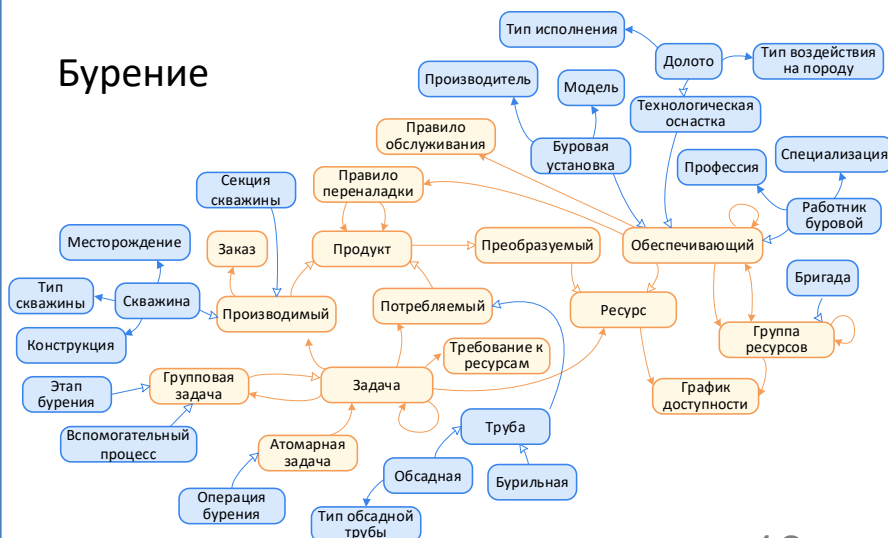 Бурение
Тип исполнения
Долото
Тип воздействия
на породу
Производитель
Модель
Технологическая
оснастка
Правило
обслуживания
Буровая
установка
Профессия
Специализация
Секция
скважины
Правило
переналадки
Работник
буровой
Месторождение
Заказ
Продукт
Преобразуемый
Обеспечивающий
Тип
скважины
Скважина
Производимый
Потребляемый
Ресурс
Бригада
Конструкция
Требование к
ресурсам
Группа
ресурсов
Этап
бурения
Групповая
задача
Задача
График
доступности
Вспомогательный
процесс
Атомарная
задача
Труба
Обсадная
Бурильная
Операция
бурения
Тип обсадной
трубы